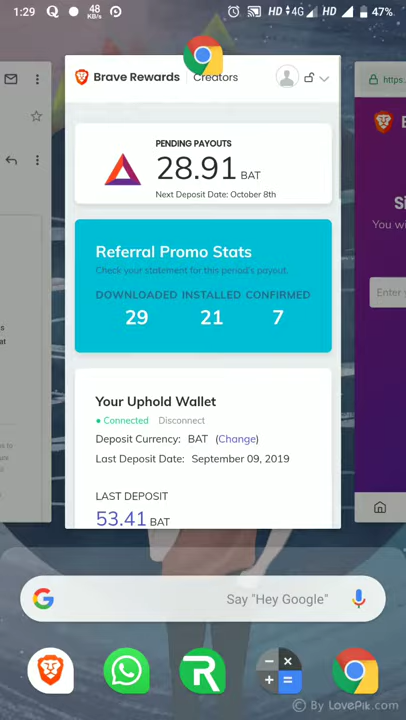 1:29 Q 48 KB/s HD 4G HD 47%
Brave Rewards Creators
https:
PENDING PAYOUTS
28.91 BAT
Next Deposit Date: October 8th
Si
You wi
Referral Promo Stats
Check your statement for this period's payout.
DOWNLOADED INSTALLED CONFIRMED
29 21 7
Enter y
s
at
Your Uphold Wallet
Connected Disconnect
Deposit Currency: BAT (Change)
Last Deposit Date: September 09, 2019
LAST DEPOSIT
53.41 BAT
G Say "Hey Google"
R
© By LovePik.com